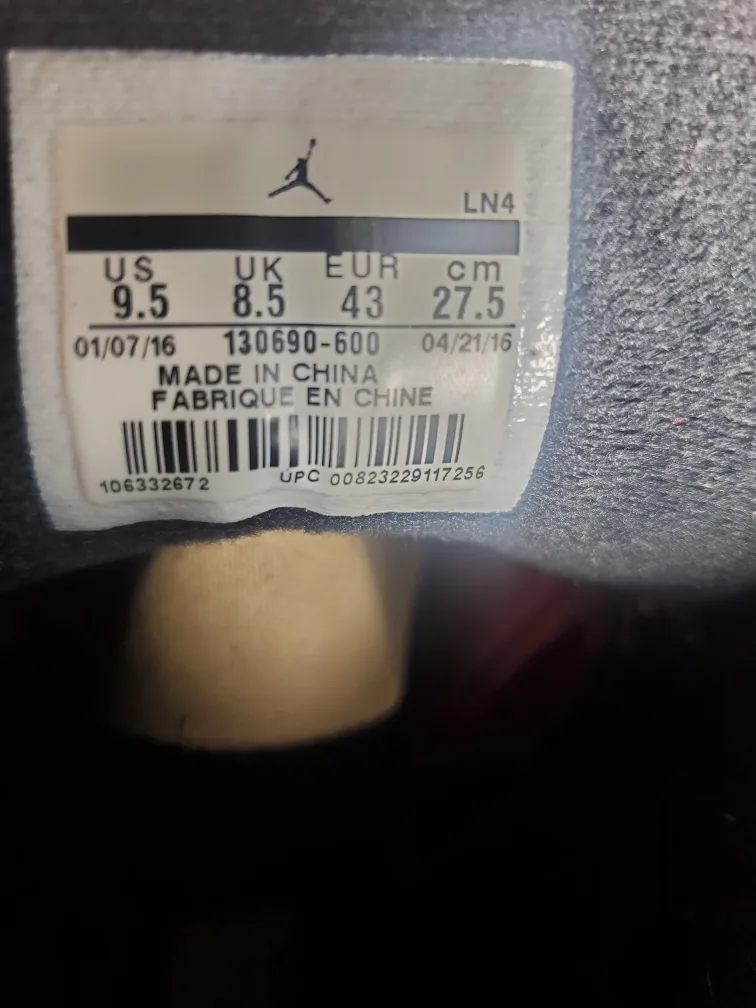 LN4
US UK EUR cm
9.5 8.5 43 27.5
01/07/16 130690-600 04/21/16
MADE IN CHINA
FABRIQUE EN CHINE
106332672 UPC 00823229117256